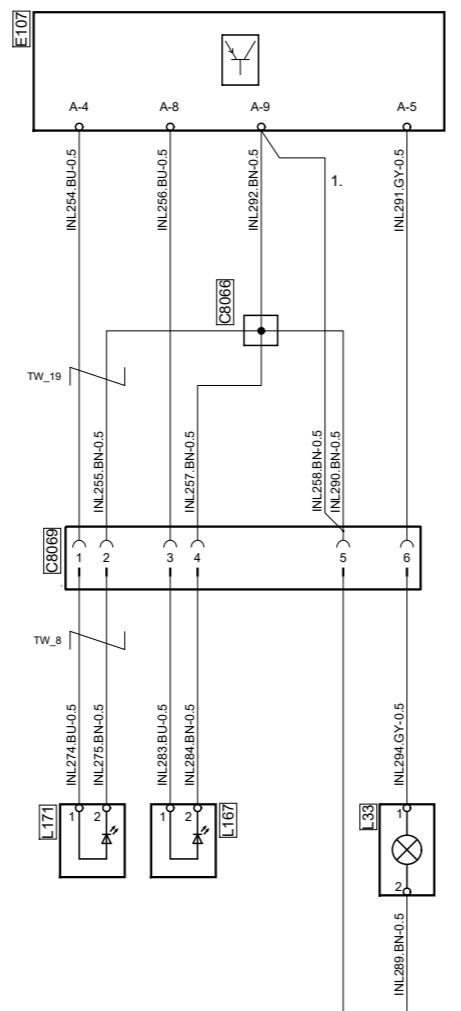 E107
A-4 A-8 A-9 A-5
INL254.BU-0.5
INL256.BU-0.5
INL292.BN-0.5
1.
INL291.GY-0.5
C8066
TW_19
INL255.BN-0.5
INL257.BN-0.5
INL258.BN-0.5
INL290.BN-0.5
C8069
1 2 3 4 5 6
TW_8
INL274.BU-0.5
INL275.BN-0.5
INL283.BU-0.5
INL284.BN-0.5
INL294.GY-0.5
L171
1 2
L167
1 2
L33
1
2
INL289.BN-0.5